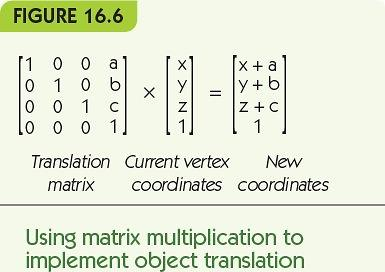 FIGURE 16.6
1 0 0 a x x + a
0 1 0 b y y + b
0 0 1 c × z = z + c
0 0 0 1 1 1
Translation Current vertex New
matrix coordinates coordinates
Using matrix multiplication to
implement object translation